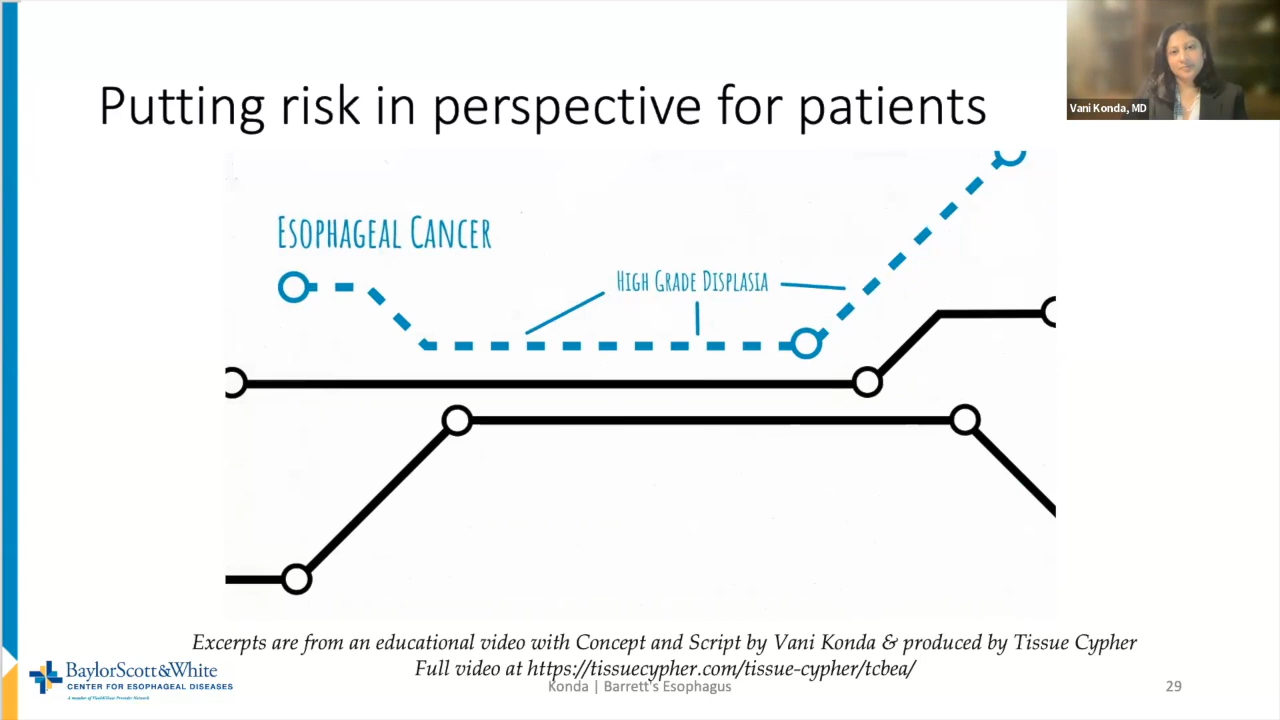 Putting risk in perspective for patients
Vani Konda, MD
ESOPHAGEAL CANCER
HIGH GRADE DISPLASIA
Excerpts are from an educational video with Concept and Script by Vani Konda & produced by Tissue Cypher
Full video at https://tissuecypher.com/tissue-cypher/tcbea/
BaylorScott&White
CENTER FOR ESOPHAGEAL DISEASES
Konda | Barrett's Esophagus
29